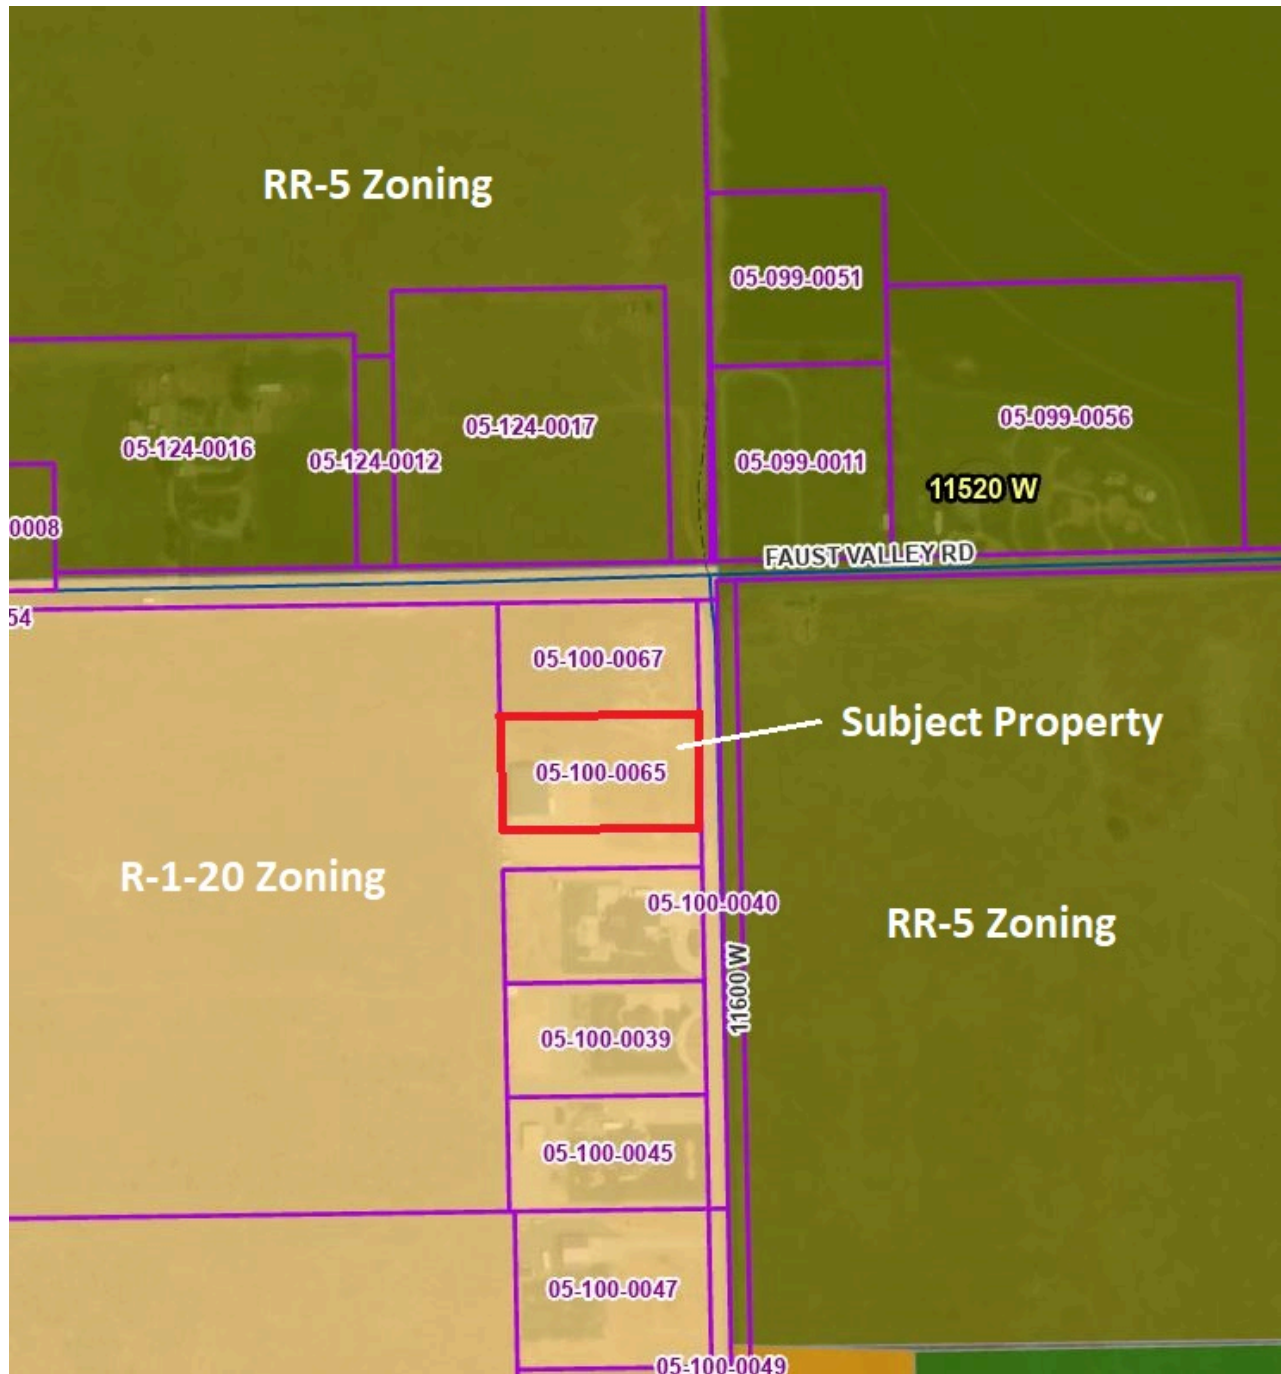 RR-5 Zoning
05-099-0051
05-124-0017
05-099-0056
05-124-0016
05-124-0012
05-099-0011
11520 W
0008
FAUST VALLEY RD
54
05-100-0067
Subject Property
05-100-0065
R-1-20 Zoning
05-100-0040
RR-5 Zoning
11600 W
05-100-0039
05-100-0045
05-100-0047
05-100-0049